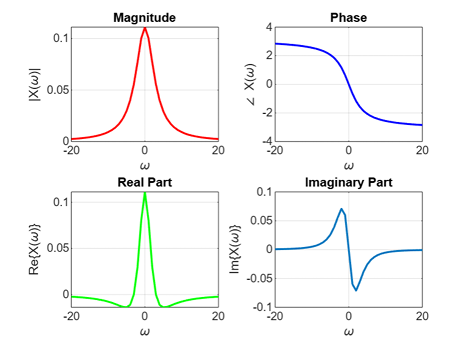 Magnitude
0.1
0.05
0
-20
0
20
|X(ω)|
ω
Phase
4
2
0
-2
-4
-20
0
20
∠ X(ω)
ω
Real Part
0.1
0.05
0
-20
0
20
Re{X(ω)}
ω
Imaginary Part
0.1
0.05
0
-0.05
-0.1
-20
0
20
Im{X(ω)}
ω